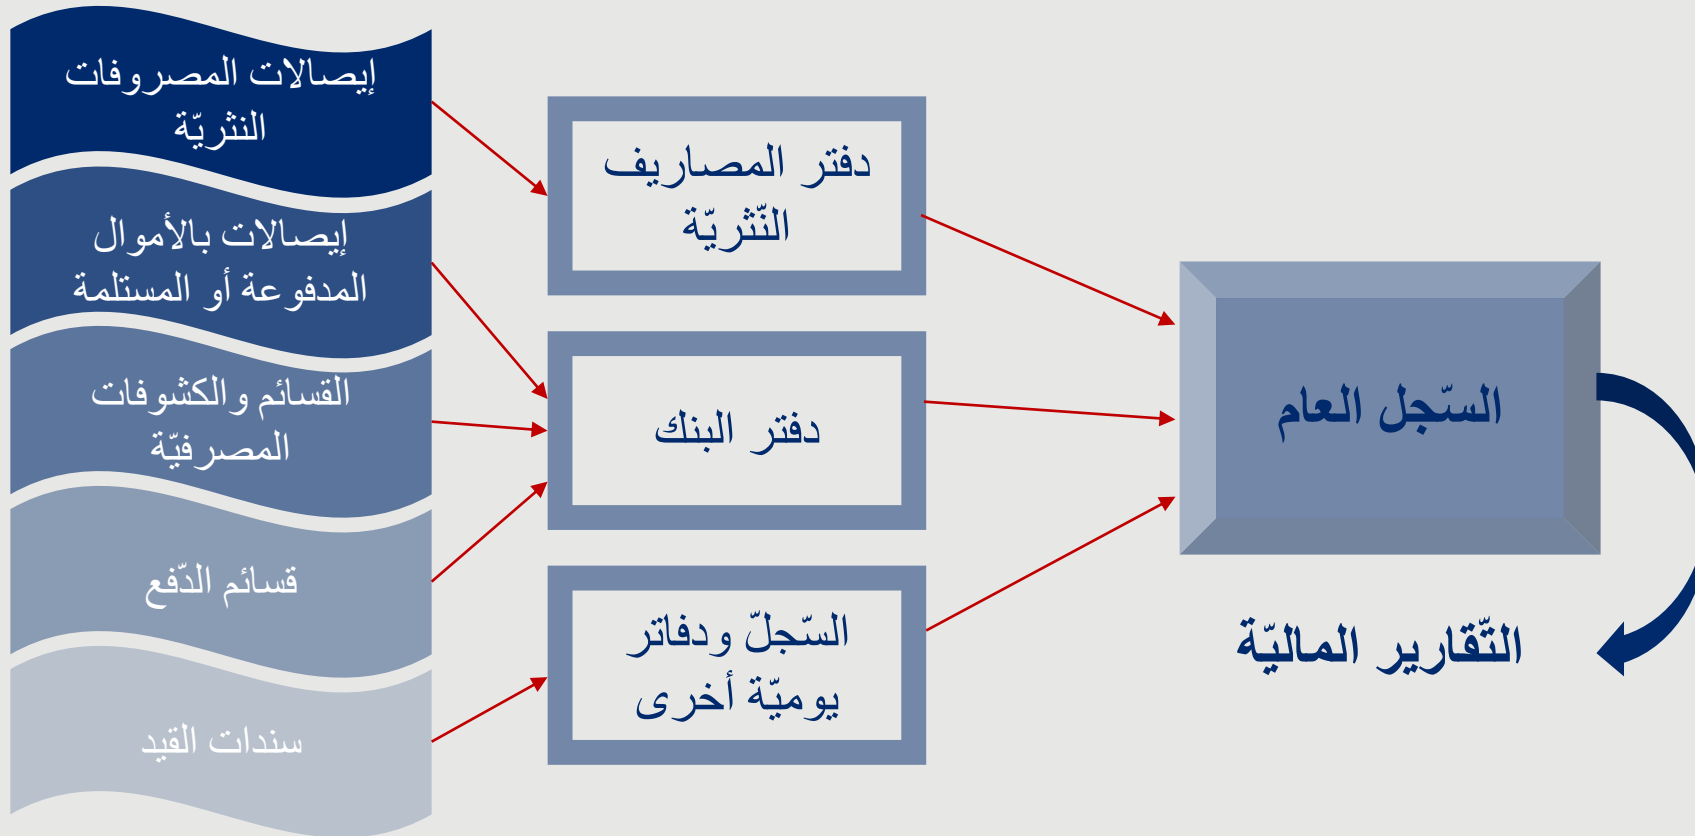 إيصالات المصروفات
النثريّة
إيصالات بالأموال
المدفوعة أو المستلمة
القسائم والكشوفات
المصرفيّة
قسائم الدّفع
سندات القيد
دفتر المصاريف
النّثريّة
دفتر البنك
السّجلّ ودفاتر
يوميّة أخرى
السّجل العام
التّقارير الماليّة